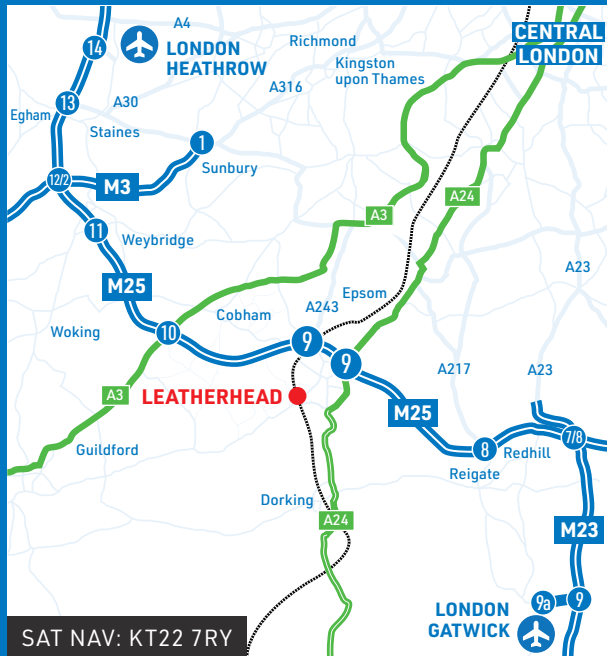 A4
14
LONDON
HEATHROW
Richmond
CENTRAL
LONDON
Kingston
upon Thames
A316
13
A30
Egham
Staines
1
Sunbury
12/2
M3
A24
A3
11
Weybridge
A23
M25
Epsom
A243
Cobham
Woking
10
9
9
A217
A23
A3
LEATHERHEAD
M25
7/8
8
Redhill
Guildford
Reigate
Dorking
A24
M23
9a
9
LONDON
GATWICK
SAT NAV: KT22 7RY